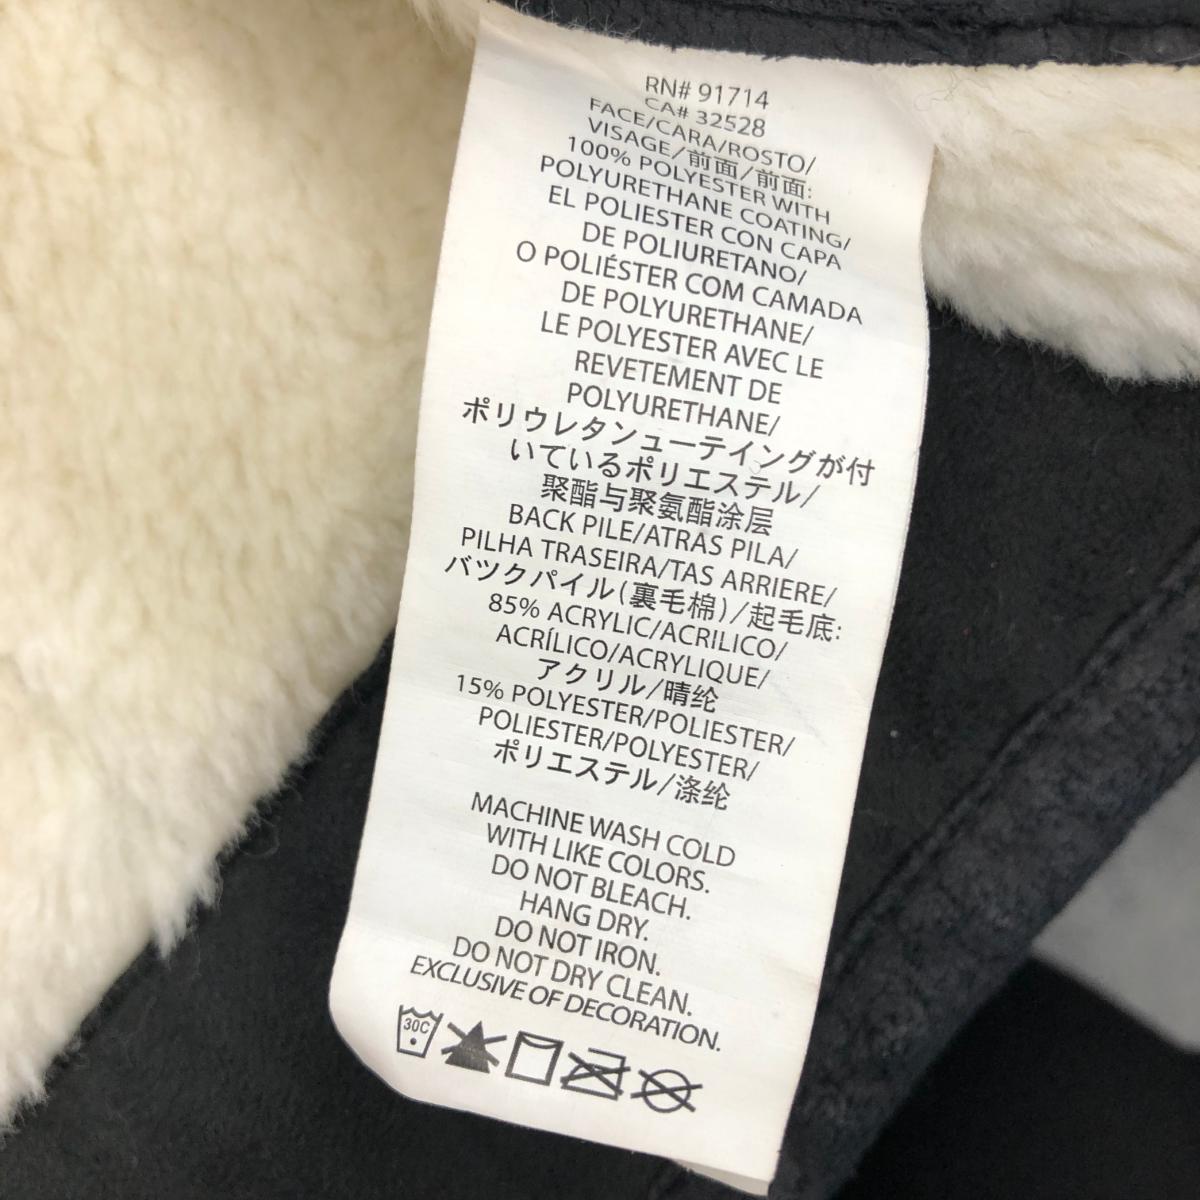 RN# 91714
CA# 32528
FACE/CARA/ROSTO/
VISAGE/前面/前面:
100% POLYESTER WITH
POLYURETHANE COATING/
EL POLIESTER CON CAPA
DE POLIURETANO/
O POLIÉSTER COM CAMADA
DE POLYURETHANE/
LE POLYESTER AVEC LE
REVETEMENT DE
POLYURETHANE/
ポリウレタンューテイングが付
いているポリエステル/
聚酯与聚氨酯涂层
BACK PILE/ATRAS PILA/
PILHA TRASEIRA/TAS ARRIERE/
バツクパイル(裏毛棉)/起毛底:
85% ACRYLIC/ACRILICO/
ACRÍLICO/ACRYLIQUE/
アクリル/晴纶
15% POLYESTER/POLIESTER/
POLIESTER/POLYESTER/
ポリエステル/涤纶
MACHINE WASH COLD
WITH LIKE COLORS.
DO NOT BLEACH.
HANG DRY.
DO NOT IRON.
DO NOT DRY CLEAN.
EXCLUSIVE OF DECORATION.
30C